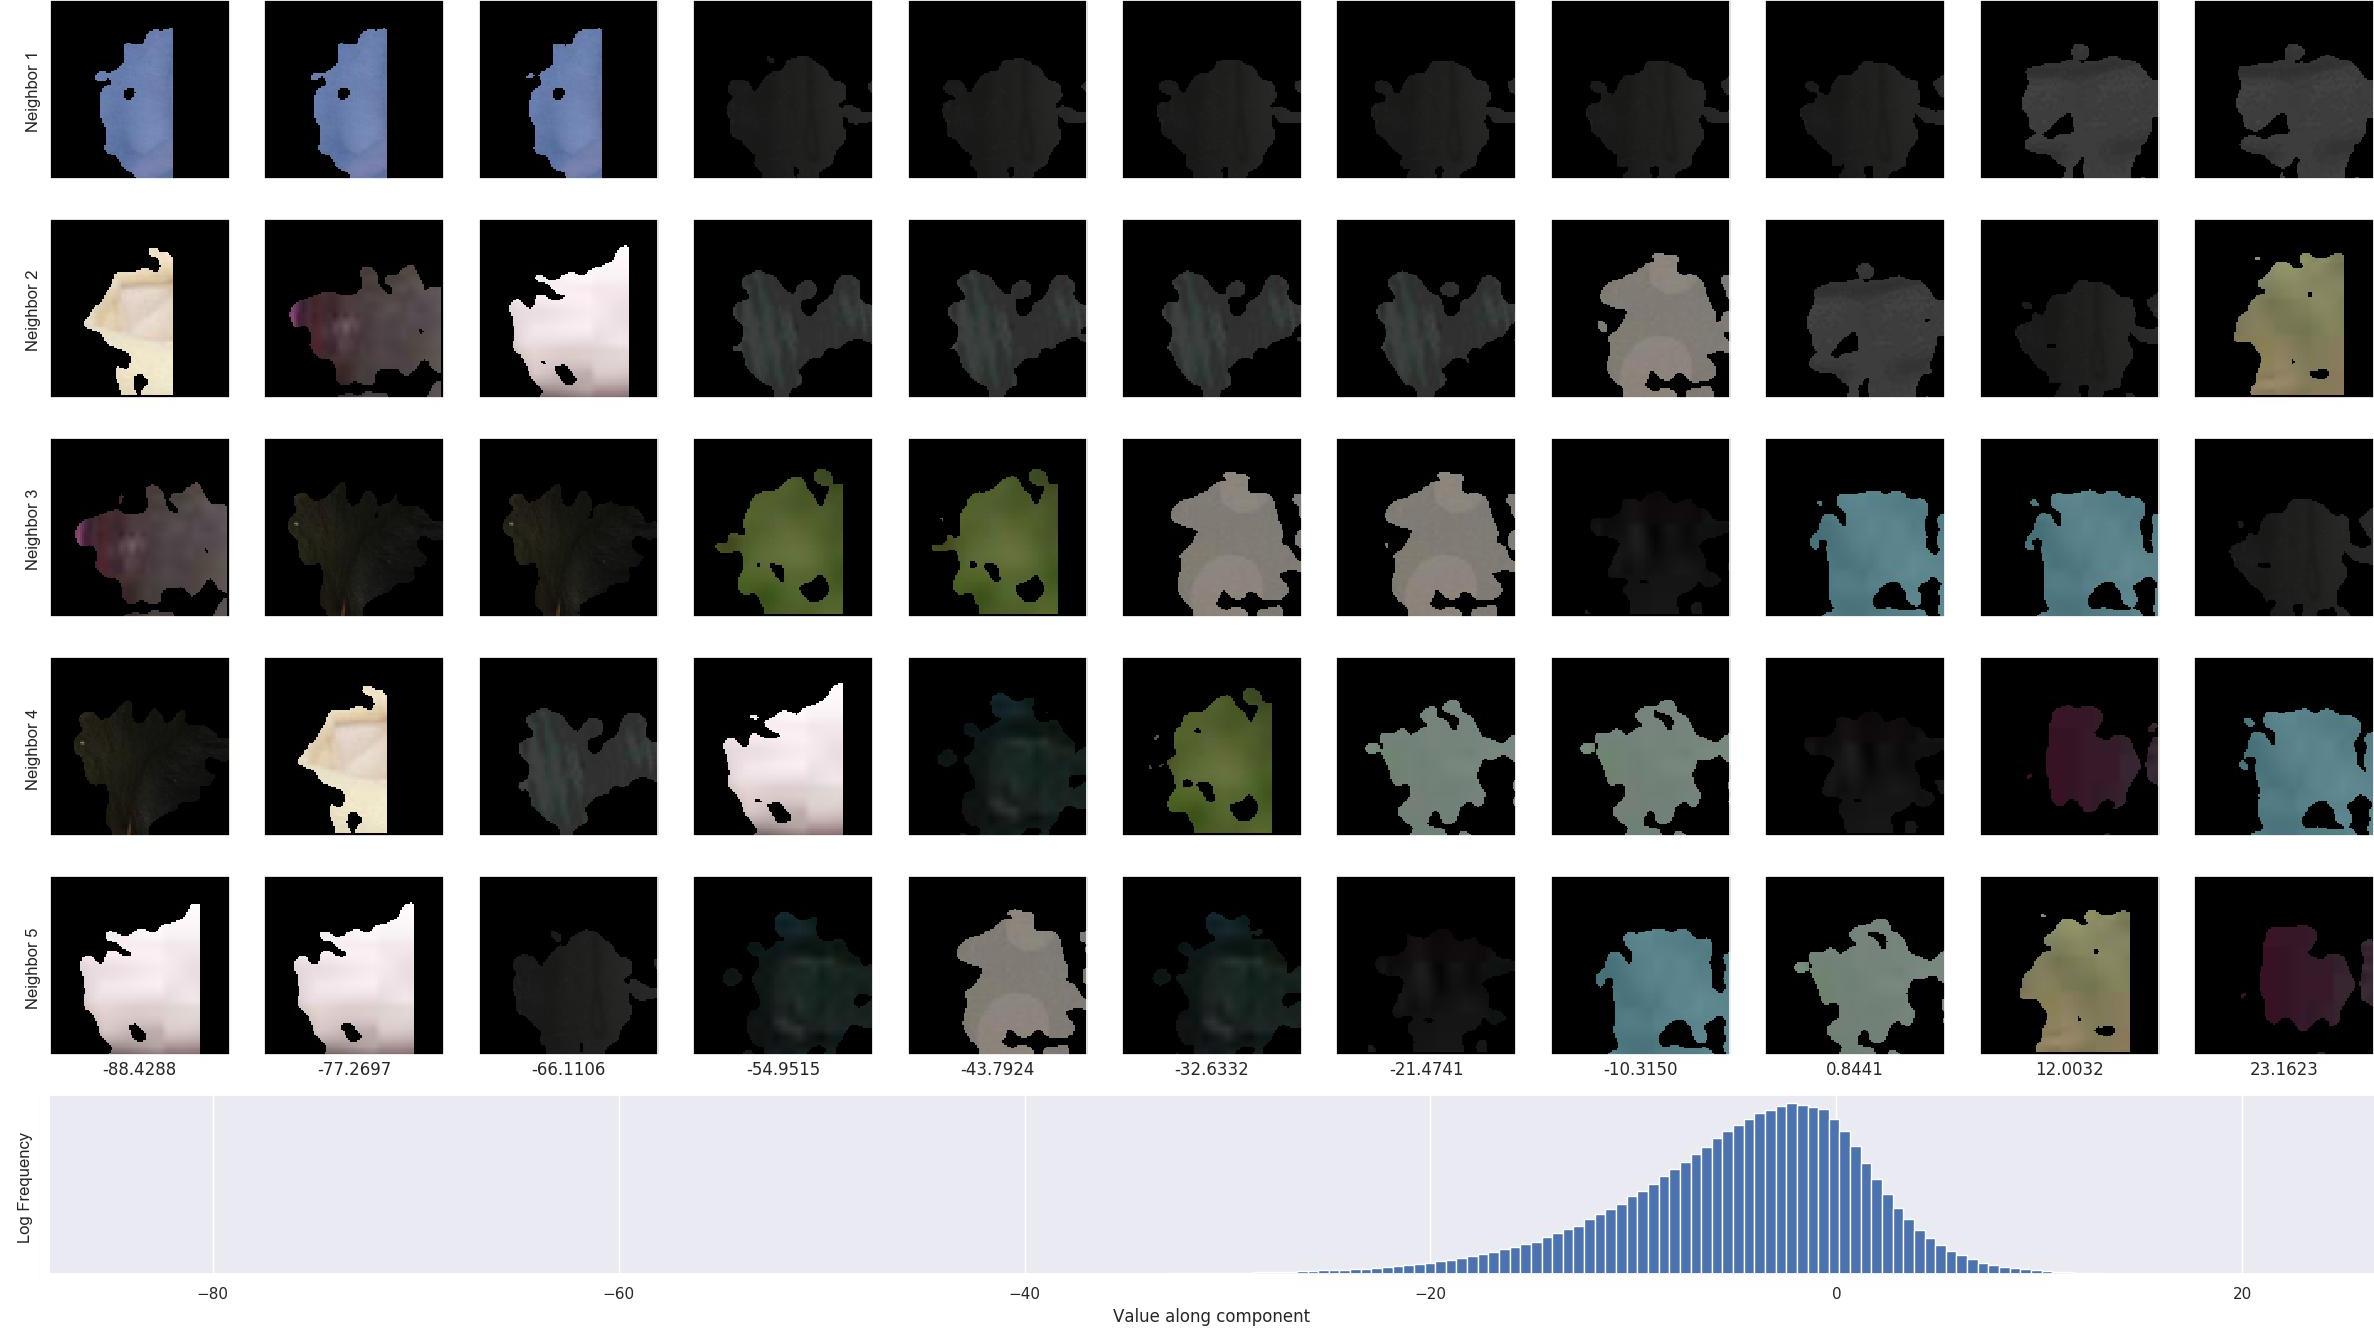 Neighbor 1
Neighbor 2
Neighbor 3
Neighbor 4
Neighbor 5
-88.4288 -77.2697 -66.1106 -54.9515 -43.7924 -32.6332 -21.4741 -10.3150 0.8441 12.0032 23.1623
Log Frequency
−80 −60 −40 −20 0 20
Value along component